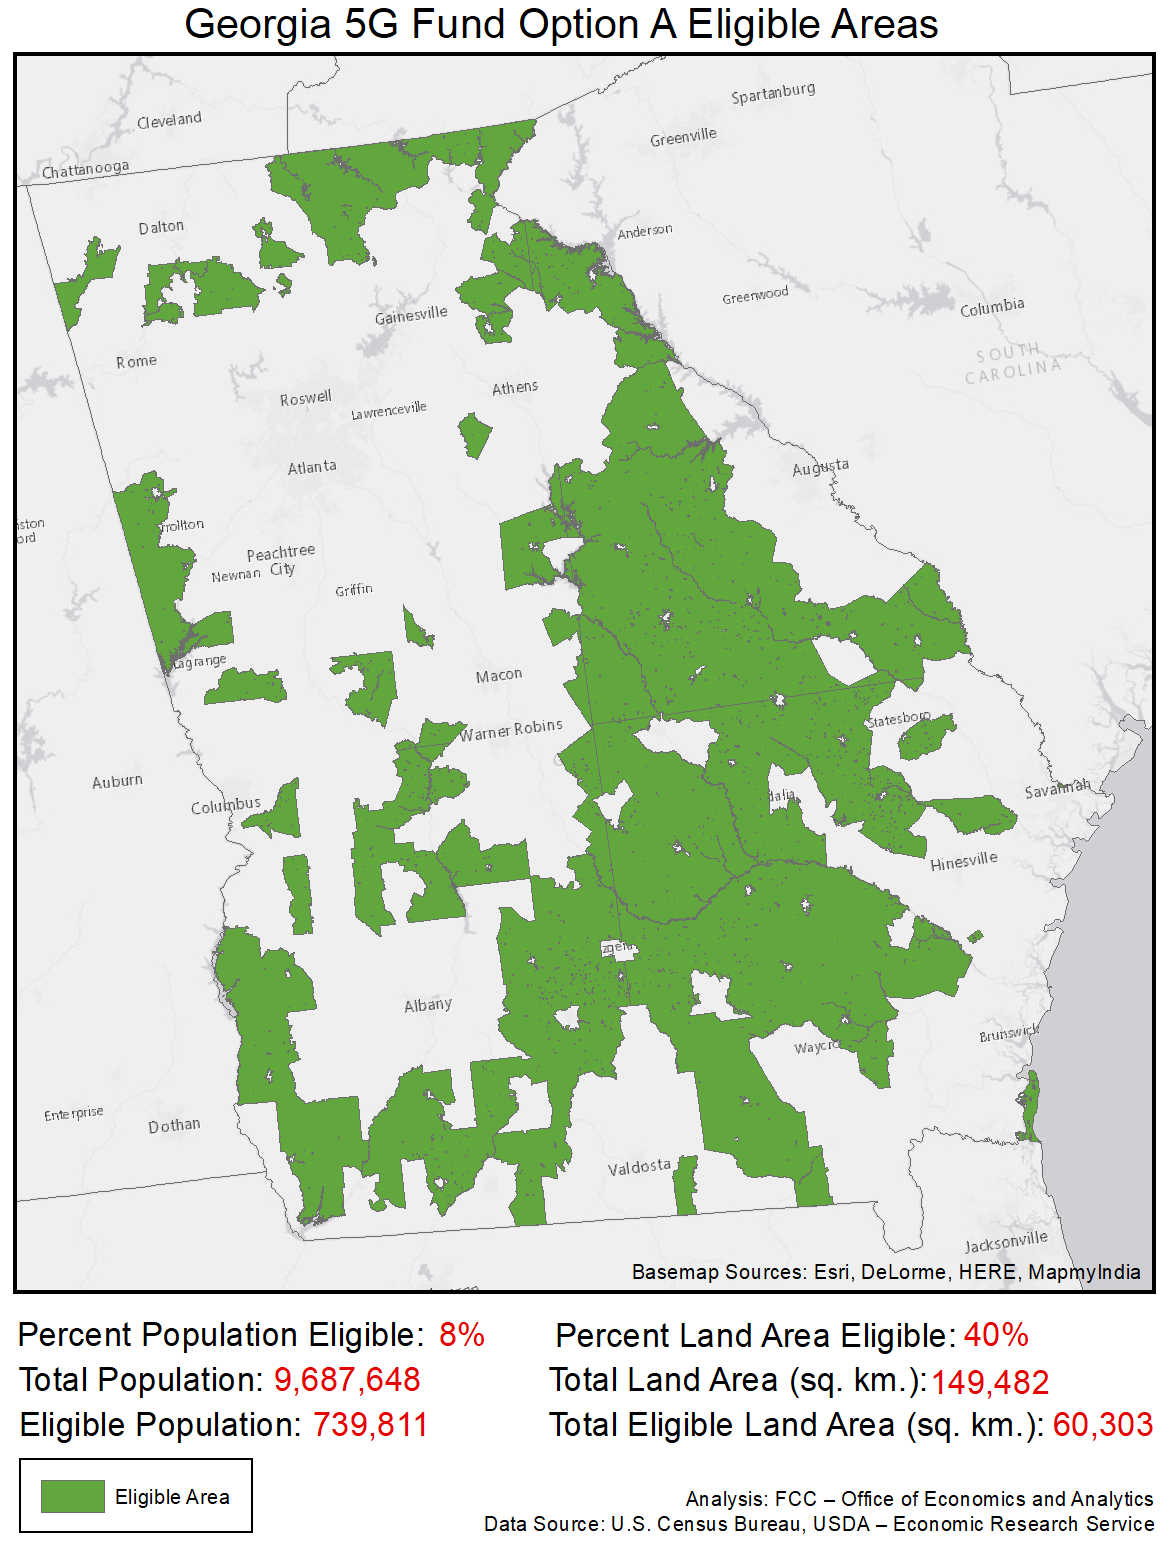 Georgia 5G Fund Option A Eligible Areas
Spartanburg
Cleveland
Greenville
Chattanooga
Dalton
Anderson
Greenwood
Columbia
Gainesville
SOUTH
CAROLINA
Rome
Athens
Roswell
Lawrenceville
Atlanta
Augusta
iston
ord
rrollton
Peachtree
City
Newnan
Griffin
Lagrange
Macon
Statesboro
Warner Robins
Auburn
Columbus
dalia
Savannah
Hinesville
zgera
Albany
Brunswick
Waycro
Enterprise
Dothan
Valdosta
Jacksonville
Basemap Sources: Esri, DeLorme, HERE, MapmyIndia
Percent Population Eligible: 8%
Percent Land Area Eligible: 40%
Total Population: 9,687,648
Total Land Area (sq. km.): 149,482
Eligible Population: 739,811
Total Eligible Land Area (sq. km.): 60,303
Eligible Area
Analysis: FCC – Office of Economics and Analytics
Data Source: U.S. Census Bureau, USDA – Economic Research Service